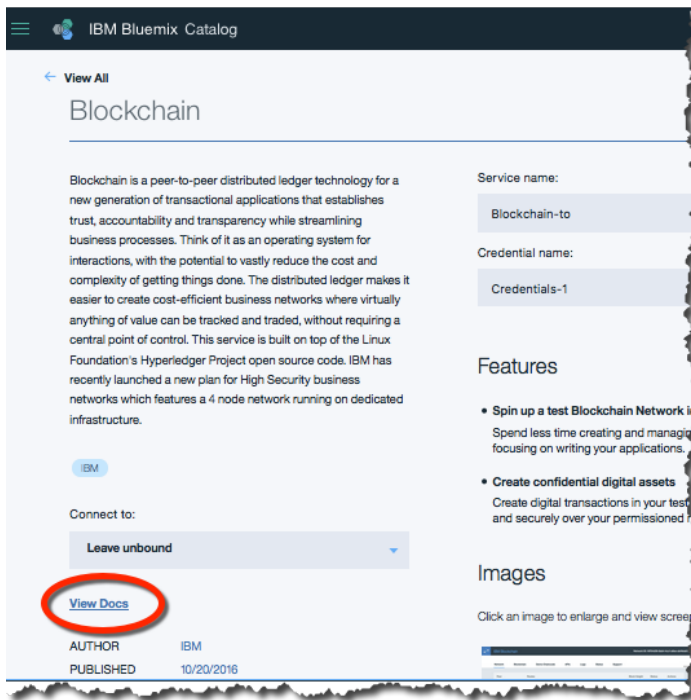 IBM Bluemix Catalog
View All
Blockchain
Blockchain is a peer-to-peer distributed ledger technology for a
new generation of transactional applications that establishes
trust, accountability and transparency while streamlining
business processes. Think of it as an operating system for
interactions, with the potential to vastly reduce the cost and
complexity of getting things done. The distributed ledger makes it
easier to create cost-efficient business networks where virtually
anything of value can be tracked and traded, without requiring a
central point of control. This service is built on top of the Linux
Foundation's Hyperledger Project open source code. IBM has
recently launched a new plan for High Security business
networks which features a 4 node network running on dedicated
infrastructure.
IBM
Connect to:
Leave unbound
View Docs
AUTHOR IBM
PUBLISHED 10/20/2016
Service name:
Blockchain-to
Credential name:
Credentials-1
Features
• Spin up a test Blockchain Network
Spend less time creating and
focusing on writing your applications.
• Create confidential digital assets
Create digital transactions in your test
and securely over your permissioned
Images
Click an image to enlarge and view